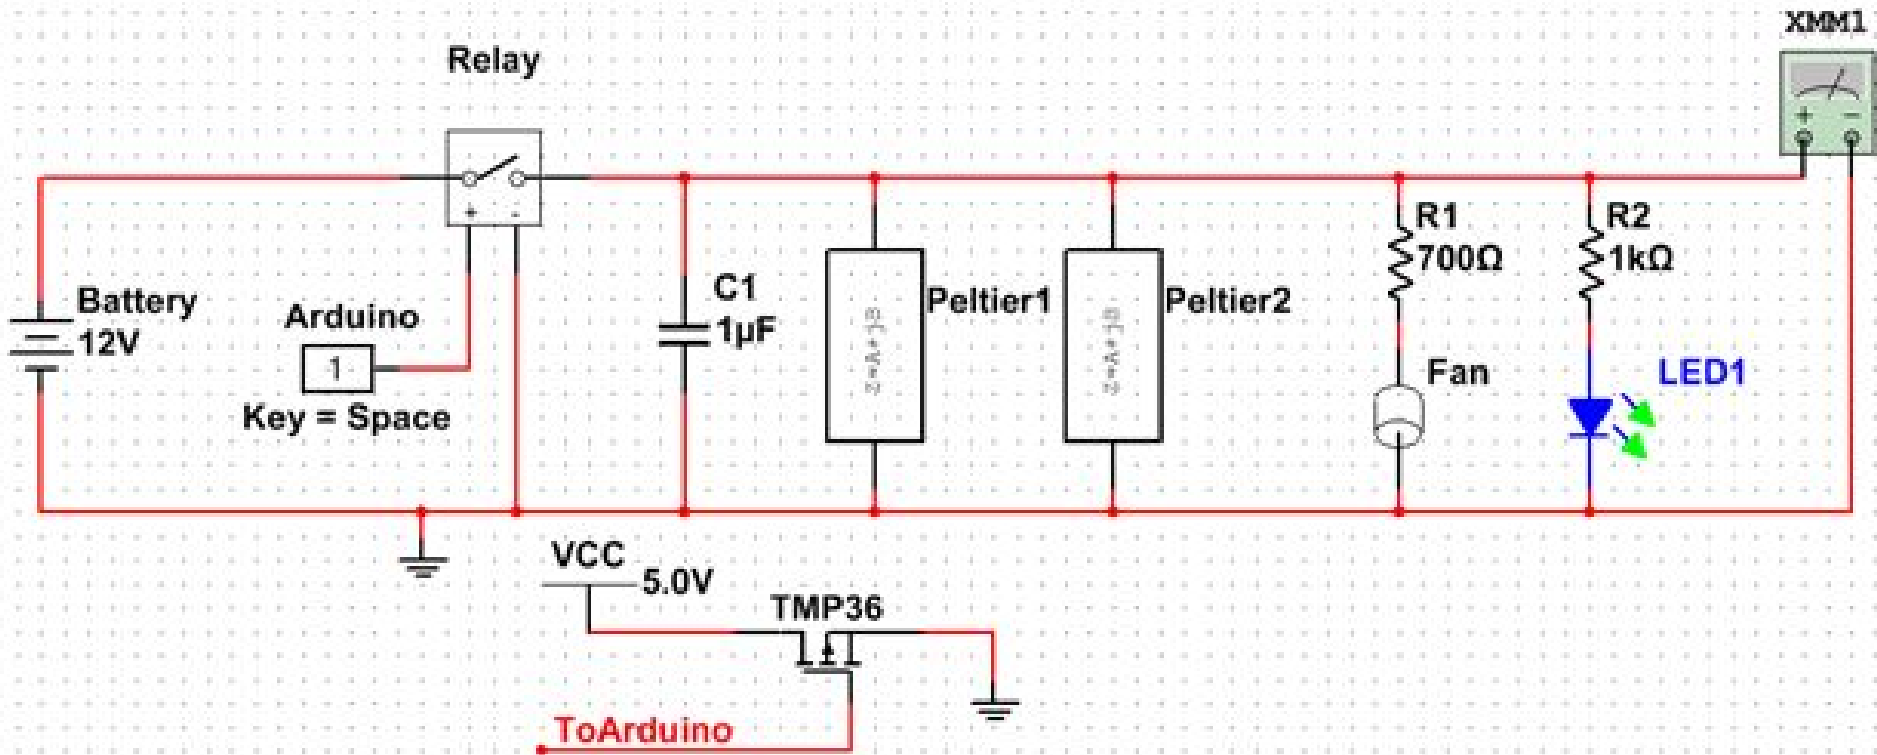 XMM1
Relay
+ -
+ -
R1
700Ω
R2
1kΩ
Battery
12V
Arduino
1
Key = Space
C1
1µF
Peltier1
Peltier2
Fan
LED1
VCC
5.0V
TMP36
ToArduino